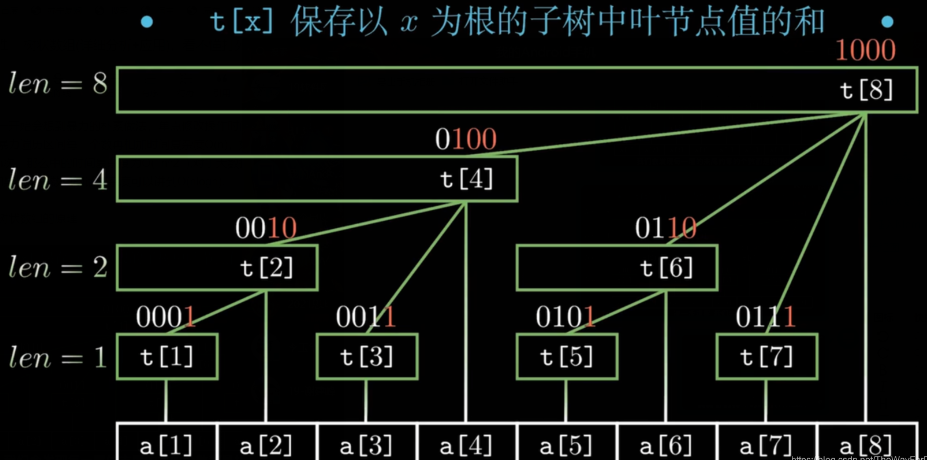 • t[x] 保存以 x 为根的子树中叶节点值的和 •
1000
len = 8 t[8]
0100
len = 4 t[4]
0010 0110
len = 2 t[2] t[6]
0001 0011 0101 0111
len = 1 t[1] t[3] t[5] t[7]
a[1] a[2] a[3] a[4] a[5] a[6] a[7] a[8]